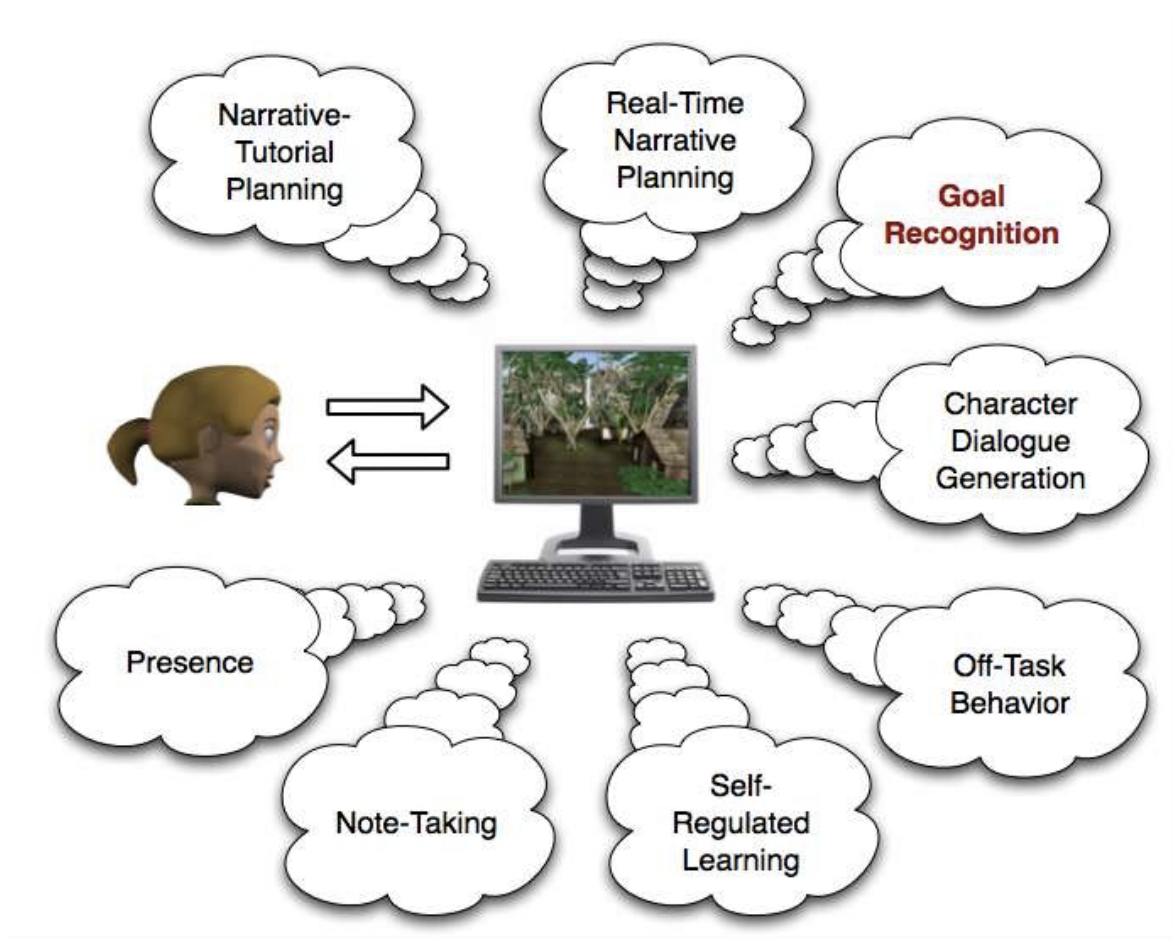 Narrative-
Tutorial
Planning
Real-Time
Narrative
Planning
Goal
Recognition
Character
Dialogue
Generation
Off-Task
Behavior
Self-
Regulated
Learning
Note-Taking
Presence